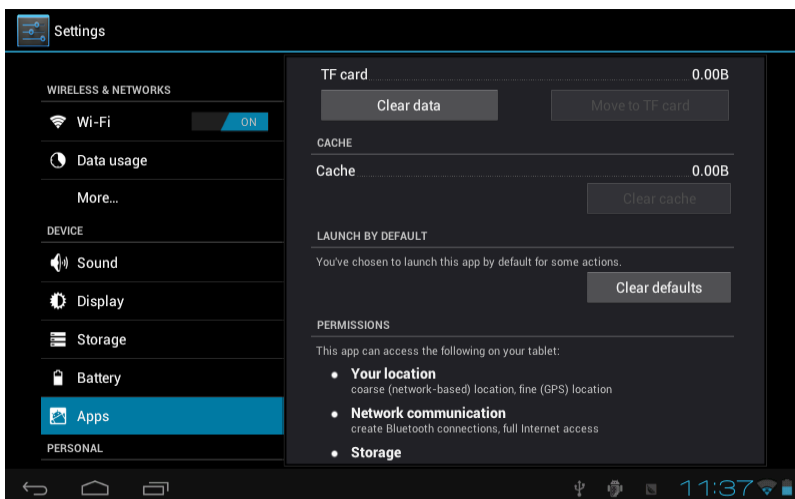 Settings
WIRELESS & NETWORKS
Wi-Fi
ON
Data usage
More...
DEVICE
Sound
Display
Storage
Battery
Apps
PERSONAL
TF card 0.00B
Clear data
Move to TF card
CACHE
Cache 0.00B
Clear cache
LAUNCH BY DEFAULT
You've chosen to launch this app by default for some actions.
Clear defaults
PERMISSIONS
This app can access the following on your tablet:
Your location
coarse (network-based) location, fine (GPS) location
Network communication
create Bluetooth connections, full Internet access
Storage
11:37